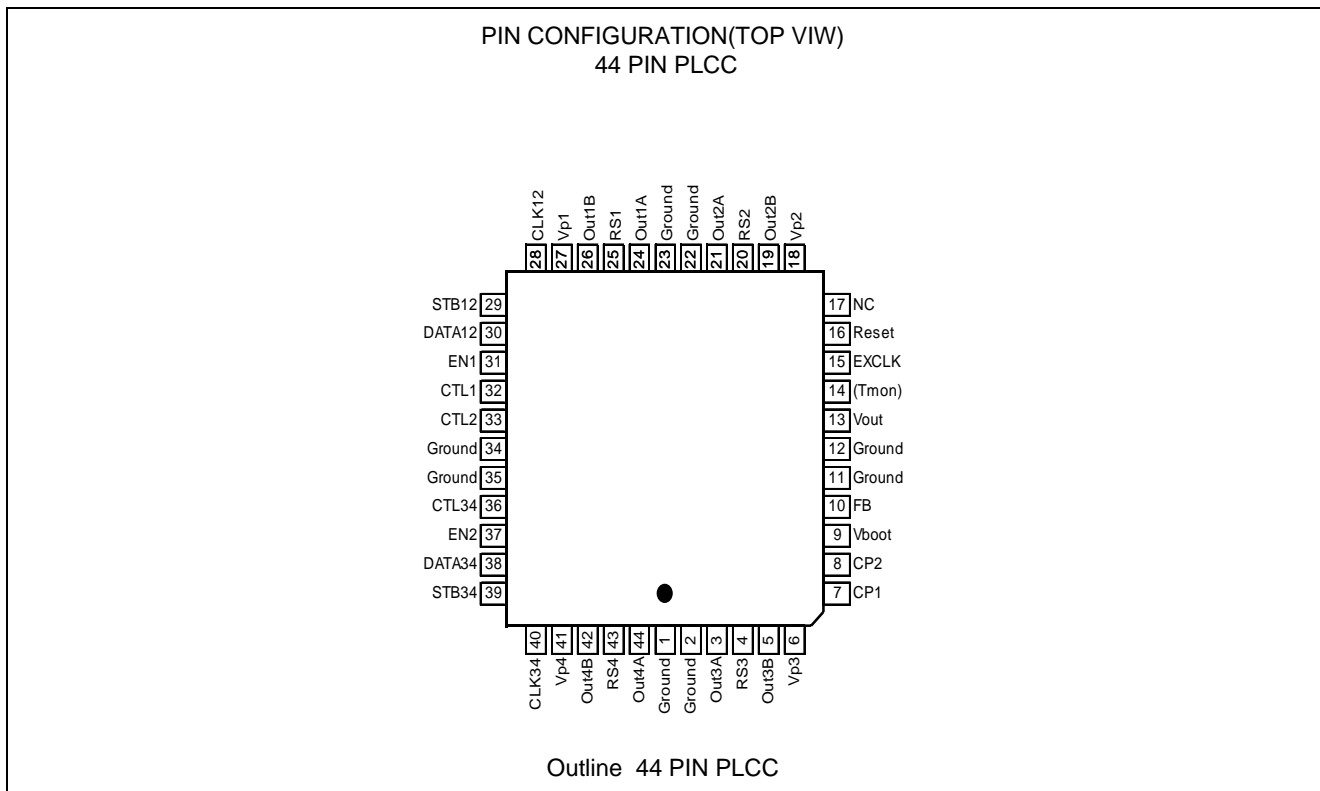 PIN CONFIGURATION(TOP VIW)
44 PIN PLCC
CLK12
Vp1
Out1B
RS1
Out1A
Ground
Ground
Out2A
RS2
Out2B
Vp2
28
27
26
25
24
23
22
21
20
19
18
STB12 29
DATA12 30
EN1 31
CTL1 32
CTL2 33
Ground 34
Ground 35
CTL34 36
EN2 37
DATA34 38
STB34 39
17 NC
16 Reset
15 EXCLK
14 (Tmon)
13 Vout
12 Ground
11 Ground
10 FB
9 Vboot
8 CP2
7 CP1
40
41
42
43
44
1
2
3
4
5
6
CLK34
Vp4
Out4B
RS4
Out4A
Ground
Ground
Out3A
RS3
Out3B
Vp3
Outline 44 PIN PLCC